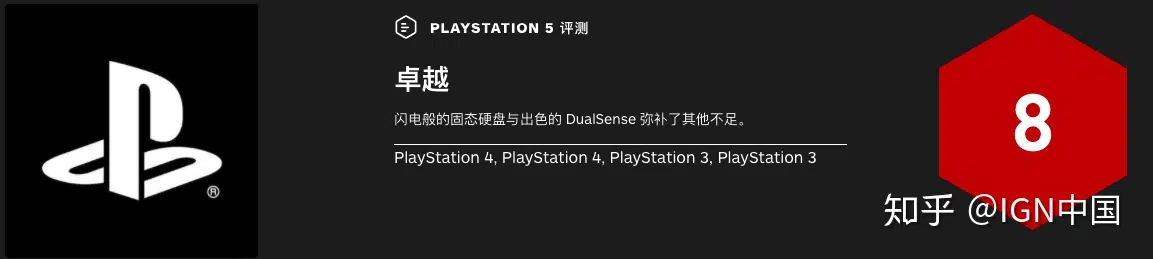 PLAYSTATION 5 评测
卓越
闪电般的固态硬盘与出色的 DualSense 弥补了其他不足。
PlayStation 4, PlayStation 4, PlayStation 3, PlayStation 3
8
知乎 @IGN中国
®